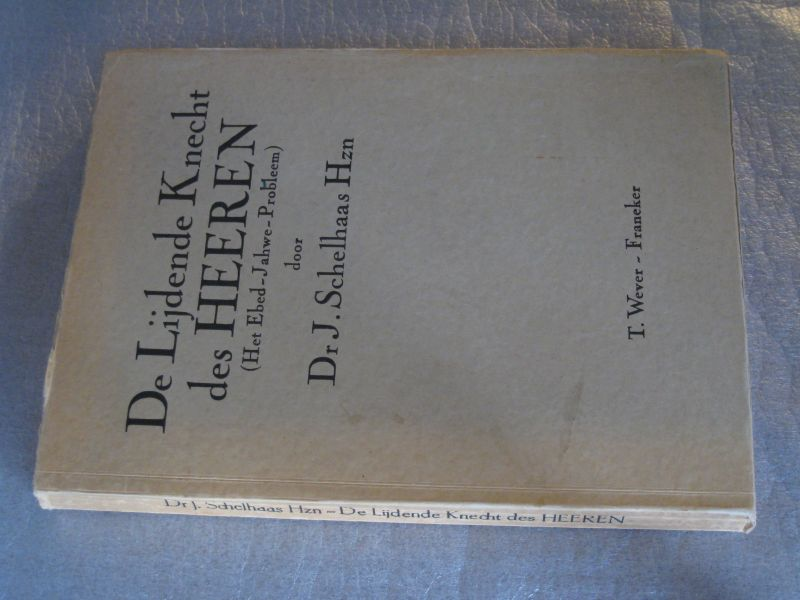 De Lijdende Knecht
des HEEREN
(Het Ebed-Jahwe-Probleem)
door
Dr J. Schelhaas Hzn
T. Wever - Franeker
Dr J. Schelhaas Hzn - De Lijdende Knecht des HEEREN